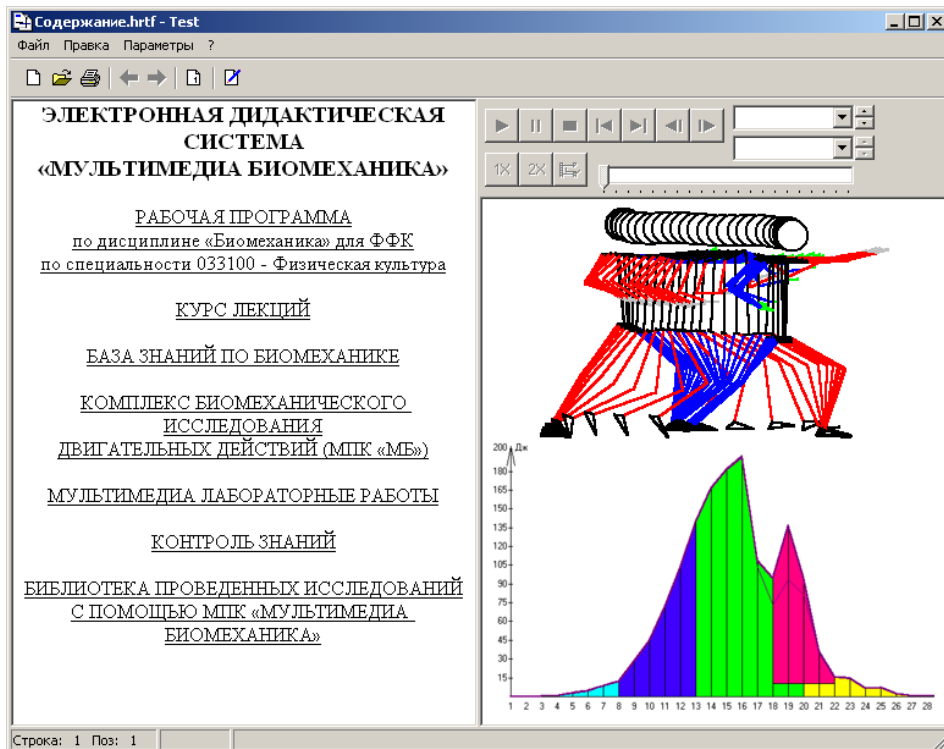 Содержание.hrtf - Test
Файл Правка Параметры ?
ЭЛЕКТРОННАЯ ДИДАКТИЧЕСКАЯ
СИСТЕМА
«МУЛЬТИМЕДИА БИОМЕХАНИКА»
РАБОЧАЯ ПРОГРАММА
по дисциплине «Биомеханика» для ФФК
по специальности 033100 - Физическая культура
КУРС ЛЕКЦИЙ
БАЗА ЗНАНИЙ ПО БИОМЕХАНИКЕ
КОМПЛЕКС БИОМЕХАНИЧЕСКОГО
ИССЛЕДОВАНИЯ
ДВИГАТЕЛЬНЫХ ДЕЙСТВИЙ (МПК «МБ»)
МУЛЬТИМЕДИА ЛАБОРАТОРНЫЕ РАБОТЫ
КОНТРОЛЬ ЗНАНИЙ
БИБЛИОТЕКА ПРОВЕДЕННЫХ ИССЛЕДОВАНИЙ
С ПОМОЩЬЮ МПК «МУЛЬТИМЕДИА
БИОМЕХАНИКА»
1X 2X
200 Дж
180
165
150
135
120
105
90
75
60
45
30
15
1 2 3 4 5 6 7 8 9 10 11 12 13 14 15 16 17 18 19 20 21 22 23 24 25 26 27 28
Строка: 1 Поз: 1